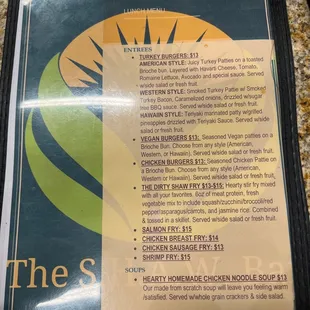 LUNCH MENU
ENTREES
• TURKEY BURGERS: $13
AMERICAN STYLE: Juicy Turkey Patties on a toasted
Brioche bun. Layered with Havarti Cheese, Tomato,
Romaine Lettuce, Avocado and special sauce. Served
w/side salad or fresh fruit.
WESTERN STYLE: Smoked Turkey Pattie w/ Smokey
Turkey Bacon, Caramelized onions, drizzled w/sugar
free BBQ sauce. Served w/side salad or fresh fruit.
HAWAIN STYLE: Teriyaki marinated patty w/grilled
pineapples drizzled with Teriyaki Sauce. Served w/side
salad or fresh fruit.
• VEGAN BURGERS $13: Seasoned Vegan patties on a
Brioche Bun. Choose from any style (American,
Western, or Hawain). Served w/side salad or fresh fruit.
• CHICKEN BURGERS $13: Seasoned Chicken Pattie on
a Brioche Bun. Choose from any style (American,
Western or Hawain). Served w/side salad or fresh fruit.
• THE DIRTY SHAW FRY $13-$15: Hearty stir fry mixed
with all your favorites, 6oz of meat protein, fresh
vegetable mix to include squash/zucchini/broccoli/red
pepper/asparagus/carrots, and jasmine rice. Combined
& tossed in a skillet. Served w/side salad or fresh fruit.
• SALMON FRY: $15
• CHICKEN BREAST FRY: $14
• CHICKEN SAUSAGE FRY: $13
• SHRIMP FRY: $15
SOUPS
• HEARTY HOMEMADE CHICKEN NOODLE SOUP $13
Our made from scratch soup will leave you feeling warm
/satisfied. Served w/whole grain crackers & side salad.
The S